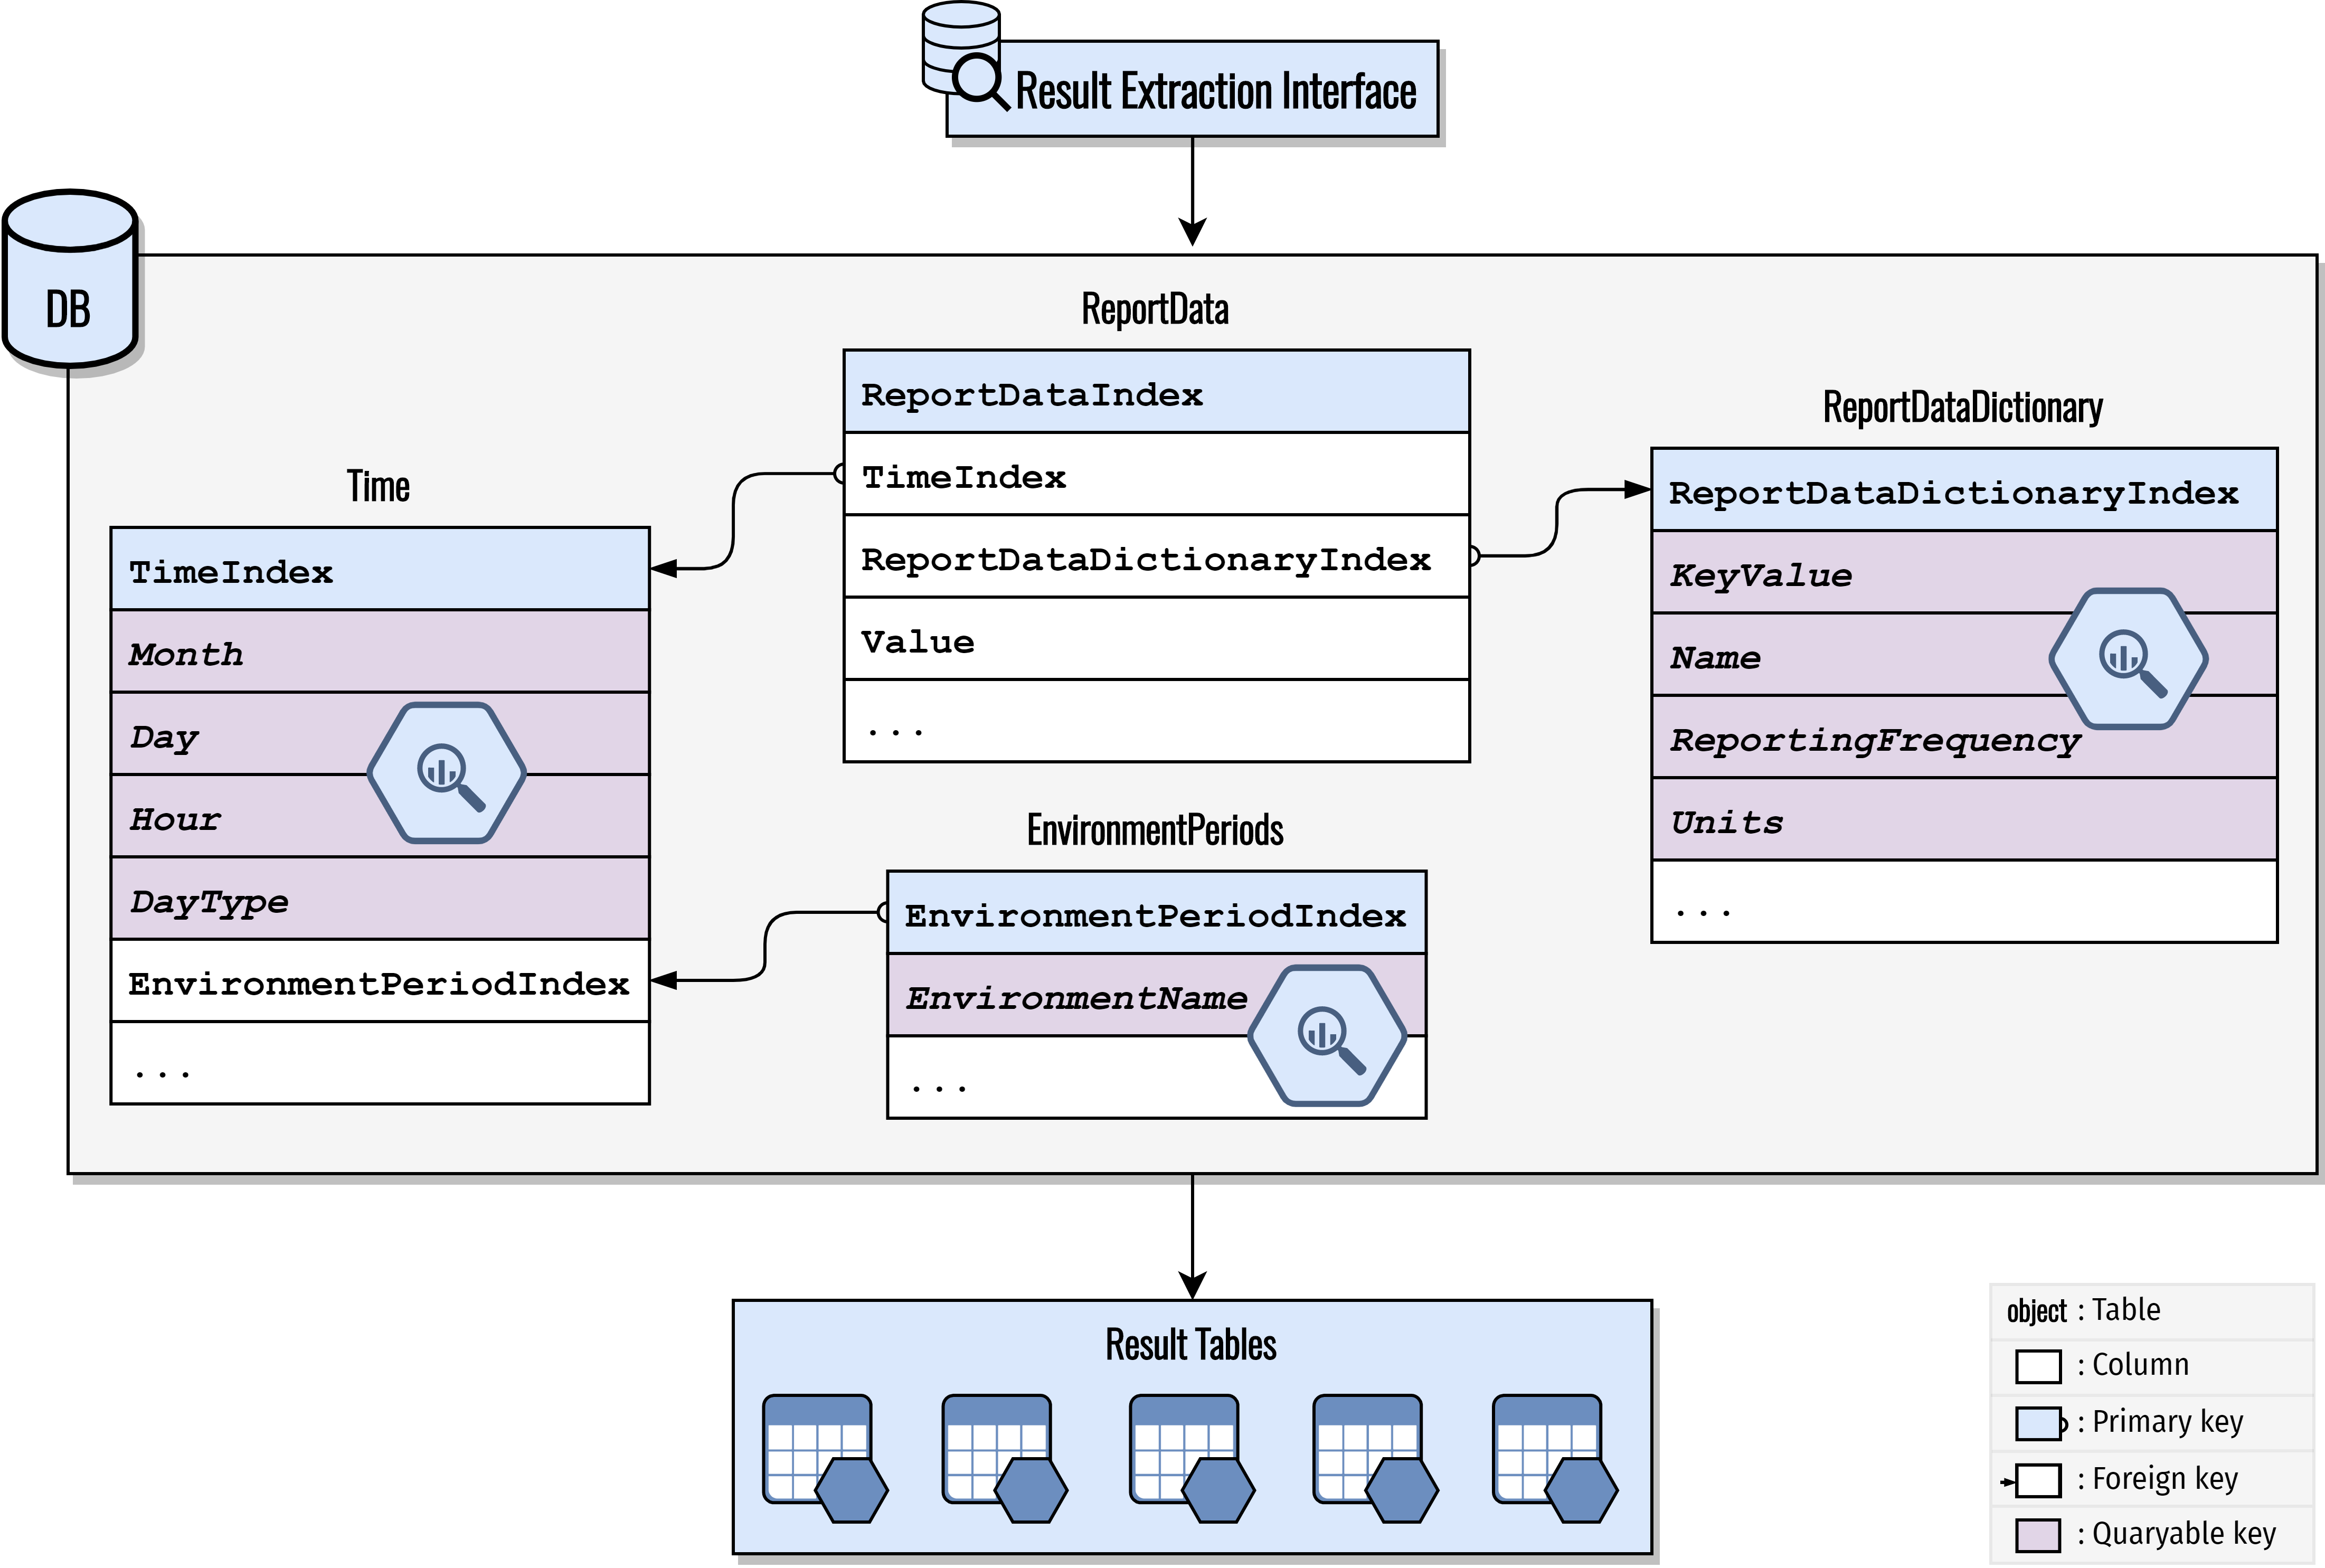 Result Extraction Interface
DB
ReportData
ReportDataIndex
TimeIndex
ReportDataDictionaryIndex
Value
...
ReportDataDictionary
ReportDataDictionaryIndex
KeyValue
Name
ReportingFrequency
Units
...
Time
TimeIndex
Month
Day
Hour
DayType
EnvironmentPeriodIndex
...
EnvironmentPeriods
EnvironmentPeriodIndex
EnvironmentName
...
Result Tables
object : Table
: Column
: Primary key
: Foreign key
: Quaryable key